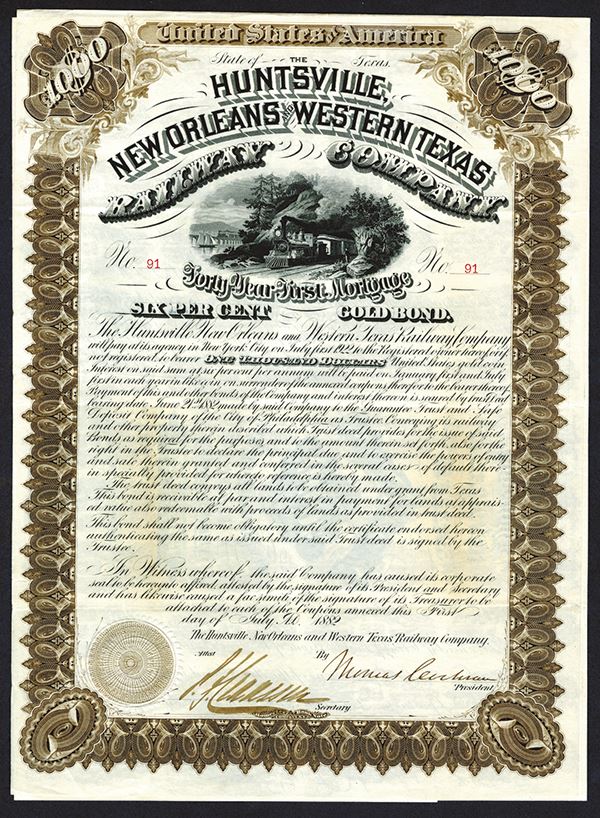 United States of America
1000 1000
State of THE Texas.
HUNTSVILLE,
NEW ORLEANS AND WESTERN TEXAS
RAILWAY COMPANY.
No. 91 No. 91
Forty Year First Mortgage
SIX PER CENT GOLD BOND.
The Huntsville New Orleans and Western Texas Railway Company
will pay at its agency in New York City on July first 1922 to the Registered owner hereof or if
not registered, to bearer ONE THOUSAND DOLLARS United States gold coin
Interest on said sum at six per cent per annum will be paid on January first and July
first in each year in like coin on surrender of the annexed coupons therefor to the bearer thereof
Payment of this and other bonds of the Company and interest thereon is secured by trust deed
bearing date June 21st 1882 made by said Company to the Guarantee Trust and Safe
Deposit Company of the City of Philadelphia as Trustee Conveying its railway
and other property therein described which Trust deed provides for the issue of said
Bonds as required for the purposes and to the amount therein set forth also for the
right in the Trustee to declare the principal due and to exercise the powers of entry
and sale therein granted and conferred in the several cases of default there
in specially provided for whereto reference is hereby made.
The trust deed conveys all lands to be obtained under grant from Texas
This bond is receivable at par and interest in payment for lands at apprais-
ed value also redeemable with proceeds of lands as provided in trust deed.
This bond shall not become obligatory until the certificate endorsed hereon
authenticating the same as issued under said Trust deed is signed by the
Trustee.
In Witness whereof the said Company has caused its corporate
seal to be hereunto affixed attested by the signature of its President and Secretary
and has likewise caused a fac simile of the signature of its Treasurer to be
attached to each of the Coupons annexed this First
day of July A.D. 1882
The Huntsville, New Orleans and Western Texas Railway Company.
Attest By
Thomas
President
Secretary